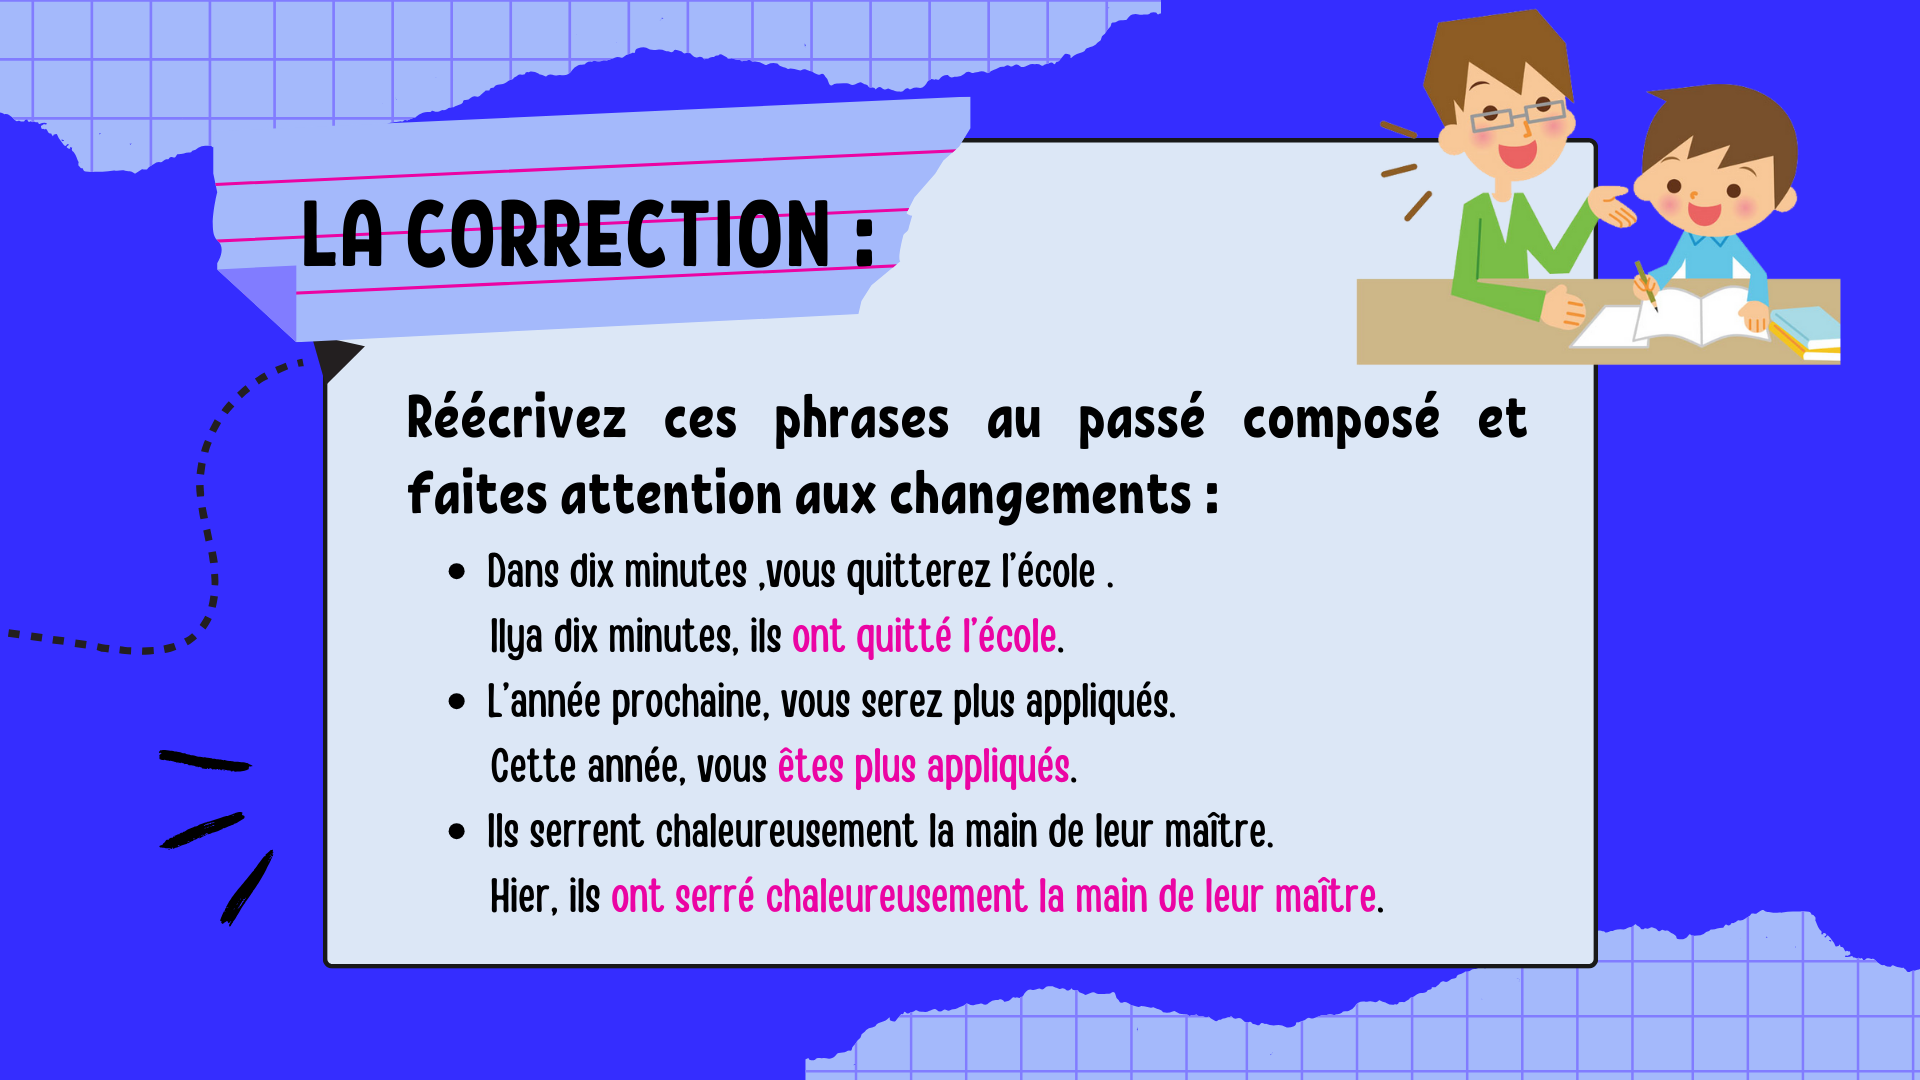 LA CORRECTION :
Réécrivez ces phrases au passé composé et
faites attention aux changements :
• Dans dix minutes ,vous quitterez l'école .
Ilya dix minutes, ils ont quitté l'école.
• L'année prochaine, vous serez plus appliqués.
Cette année, vous êtes plus appliqués.
• Ils serrent chaleureusement la main de leur maître.
Hier, ils ont serré chaleureusement la main de leur maître.